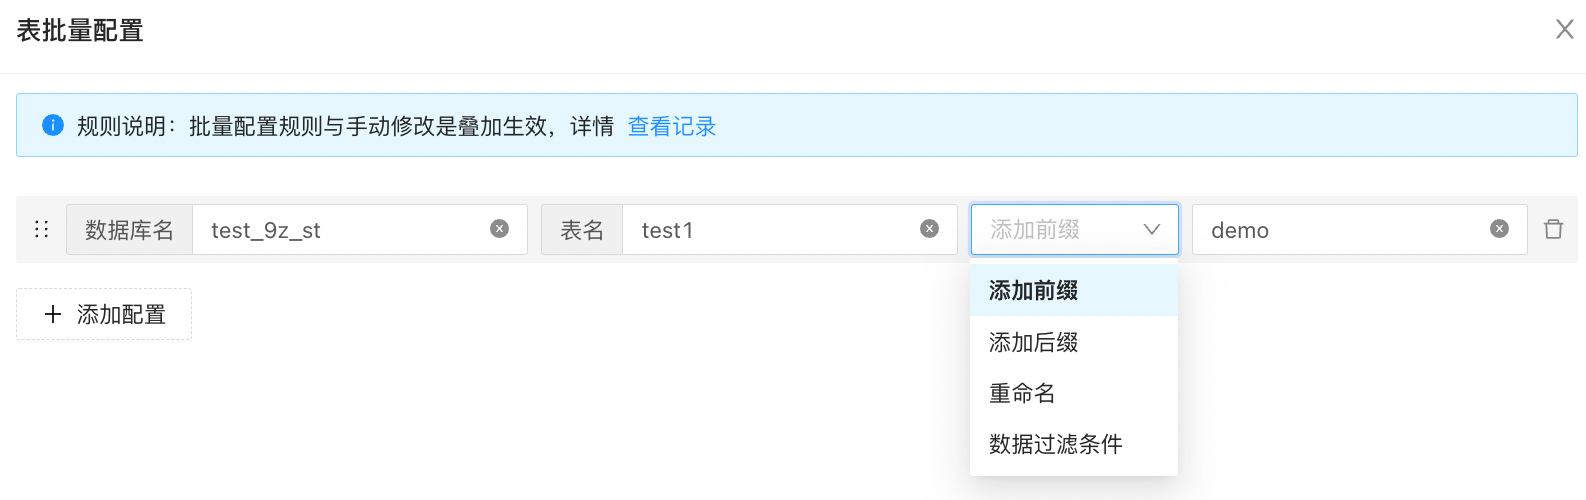 表批量配置
规则说明：批量配置规则与手动修改是叠加生效，详情 查看记录
数据库名 test_9z_st 表名 test1 添加前缀 demo
添加前缀
添加配置
添加后缀
重命名
数据过滤条件